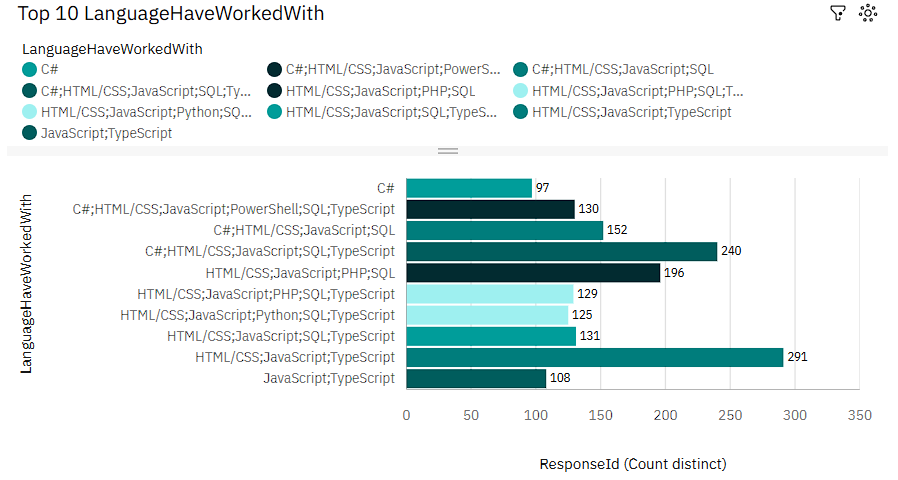 Top 10 LanguageHaveWorkedWith
LanguageHaveWorkedWith
C# C#;HTML/CSS;JavaScript;PowerS... C#;HTML/CSS;JavaScript;SQL
C#;HTML/CSS;JavaScript;SQL;Ty... HTML/CSS;JavaScript;PHP;SQL HTML/CSS;JavaScript;PHP;SQL;T...
HTML/CSS;JavaScript;Python;SQ... HTML/CSS;JavaScript;SQL;TypeS... HTML/CSS;JavaScript;TypeScript
JavaScript;TypeScript
LanguageHaveWorkedWith
C# 97
C#;HTML/CSS;JavaScript;PowerShell;SQL;TypeScript 130
C#;HTML/CSS;JavaScript;SQL 152
C#;HTML/CSS;JavaScript;SQL;TypeScript 240
HTML/CSS;JavaScript;PHP;SQL 196
HTML/CSS;JavaScript;PHP;SQL;TypeScript 129
HTML/CSS;JavaScript;Python;SQL;TypeScript 125
HTML/CSS;JavaScript;SQL;TypeScript 131
HTML/CSS;JavaScript;TypeScript 291
JavaScript;TypeScript 108
0 50 100 150 200 250 300 350
ResponseId (Count distinct)